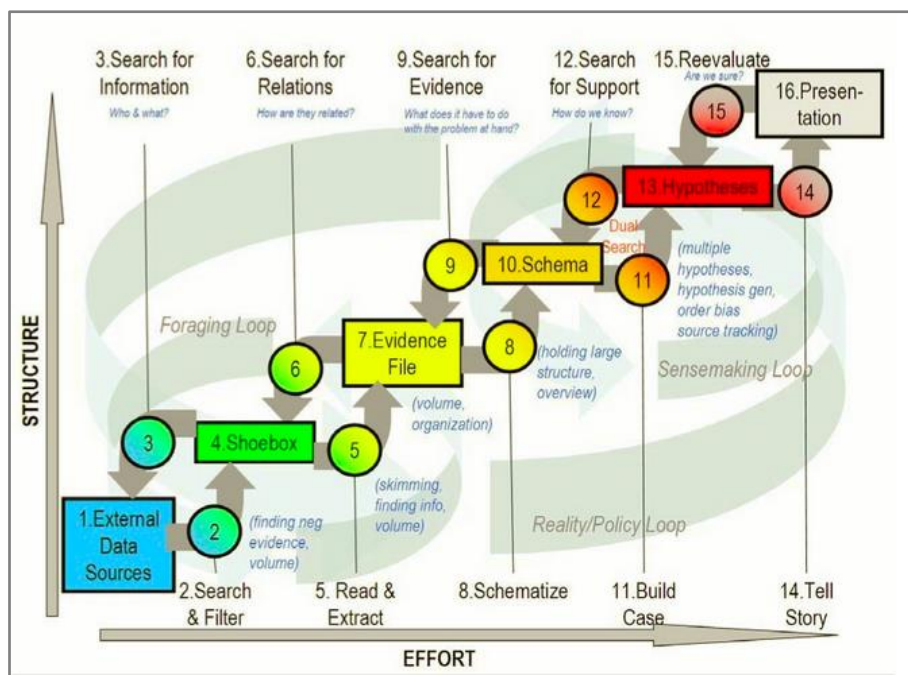 3.Search for
Information
Who & what?
6.Search for
Relations
How are they related?
9.Search for
Evidence
What does it have to do
with the problem at hand?
12.Search
for Support
How do we know?
15.Reevaluate
Are we sure?
16.Presen-
tation
15
13.Hypotheses
14
12
Dual
Search
11
(multiple
hypotheses,
hypothesis gen,
order bias
source tracking)
10.Schema
9
8
(holding large
structure,
overview)
Sensemaking Loop
Foraging Loop
7.Evidence
File
6
(volume,
organization)
4.Shoebox
3
5
(skimming,
finding info,
volume)
1.External
Data
Sources
2
(finding neg
evidence,
volume)
Reality/Policy Loop
2.Search
& Filter
5. Read &
Extract
8.Schematize
11.Build
Case
14.Tell
Story
STRUCTURE
EFFORT